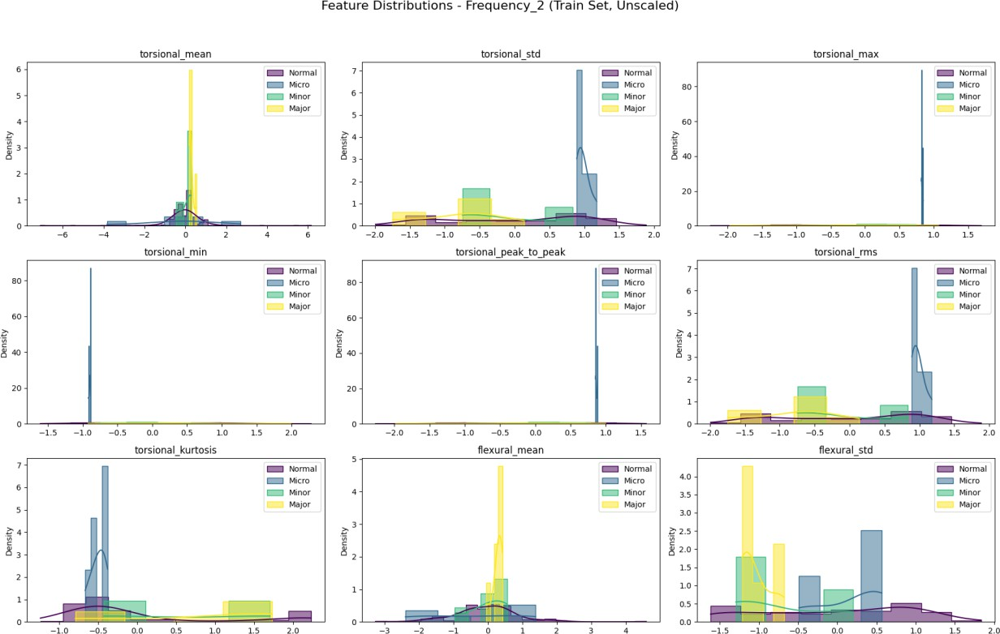 Feature Distributions - Frequency_2 (Train Set, Unscaled)
torsional_mean
Density
6
5
4
3
2
1
0
−6 −4 −2 0 2 4 6
Normal
Micro
Minor
Major
torsional_std
Density
7
6
5
4
3
2
1
0
−2.0 −1.5 −1.0 −0.5 0.0 0.5 1.0 1.5 2.0
Normal
Micro
Minor
Major
torsional_max
Density
80
60
40
20
0
−2.0 −1.5 −1.0 −0.5 0.0 0.5 1.0 1.5
Normal
Micro
Minor
Major
torsional_min
Density
80
60
40
20
0
−1.5 −1.0 −0.5 0.0 0.5 1.0 1.5 2.0
Normal
Micro
Minor
Major
torsional_peak_to_peak
Density
80
60
40
20
0
−2.0 −1.5 −1.0 −0.5 0.0 0.5 1.0 1.5
Normal
Micro
Minor
Major
torsional_rms
Density
7
6
5
4
3
2
1
0
−2.0 −1.5 −1.0 −0.5 0.0 0.5 1.0 1.5 2.0
Normal
Micro
Minor
Major
torsional_kurtosis
Density
7
6
5
4
3
2
1
0
−1.0 −0.5 0.0 0.5 1.0 1.5 2.0
Normal
Micro
Minor
Major
flexural_mean
Density
5
4
3
2
1
0
−3 −2 −1 0 1 2 3 4
Normal
Micro
Minor
Major
flexural_std
Density
4.0
3.5
3.0
2.5
2.0
1.5
1.0
0.5
0.0
−1.5 −1.0 −0.5 0.0 0.5 1.0 1.5
Normal
Micro
Minor
Major